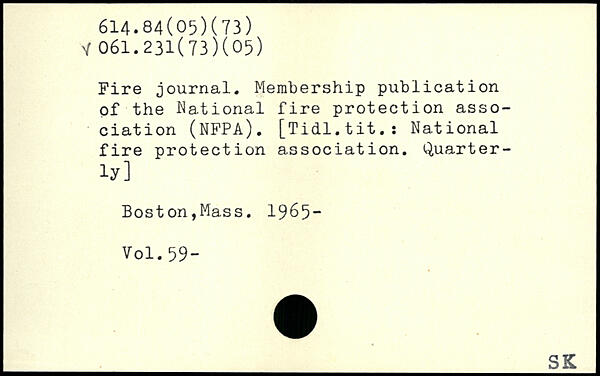 614.84(05)(73)
√ 061.231(73)(05)
Fire journal. Membership publication
of the National fire protection asso-
ciation (NFPA). [Tidl.tit.: National
fire protection association. Quarter-
ly]
Boston,Mass. 1965-
Vol.59-
SK